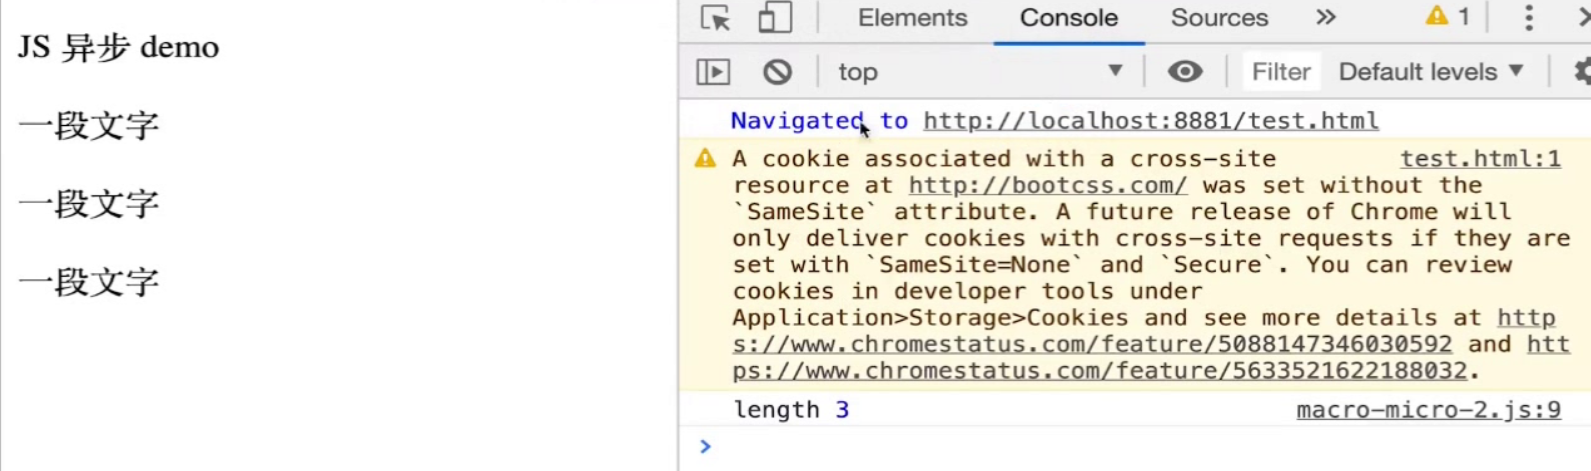 JS 异步 demo
一段文字
一段文字
一段文字
Elements Console Sources » 1
top Filter Default levels
Navigated to http://localhost:8881/test.html
A cookie associated with a cross-site test.html:1
resource at http://bootcss.com/ was set without the
`SameSite` attribute. A future release of Chrome will
only deliver cookies with cross-site requests if they are
set with `SameSite=None` and `Secure`. You can review
cookies in developer tools under
Application>Storage>Cookies and see more details at http
s://www.chromestatus.com/feature/5088147346030592 and htt
ps://www.chromestatus.com/feature/5633521622188032.
length 3 macro-micro-2.js:9
>